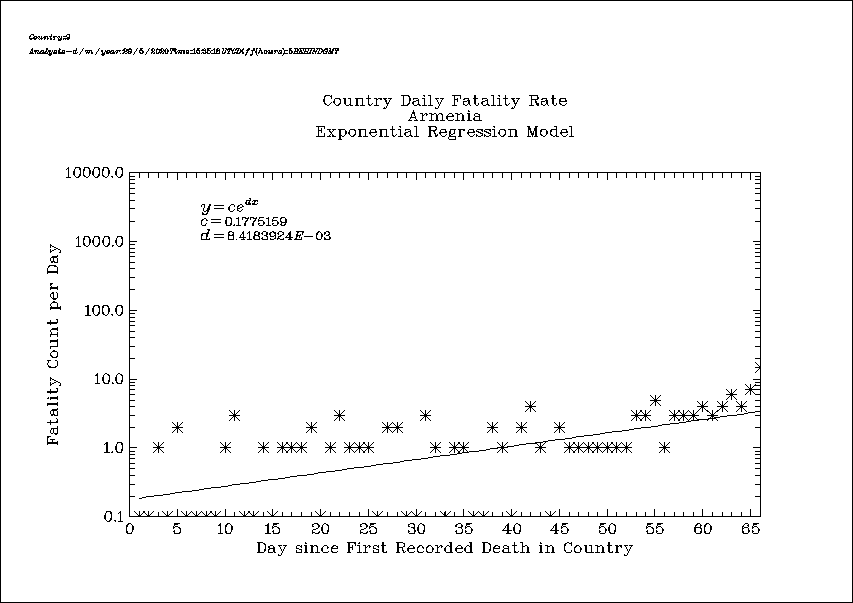 Country:9
Country Daily Fatality Rate
Armenia
Exponential Regression Model
y=ce^dx
c=0.1775159
d=8.4183924E-03
Fatality Count per Day
10000.0
1000.0
100.0
10.0
1.0
0.1
0 5 10 15 20 25 30 35 40 45 50 55 60 65
Day since First Recorded Death in Country